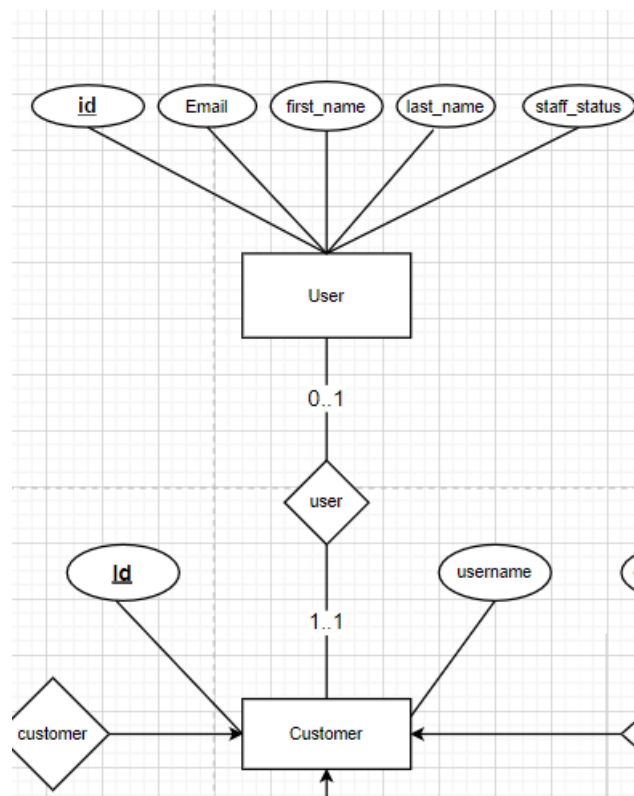 id
Email
first_name
last_name
staff_status
User
0..1
user
Id
username
1..1
customer
Customer